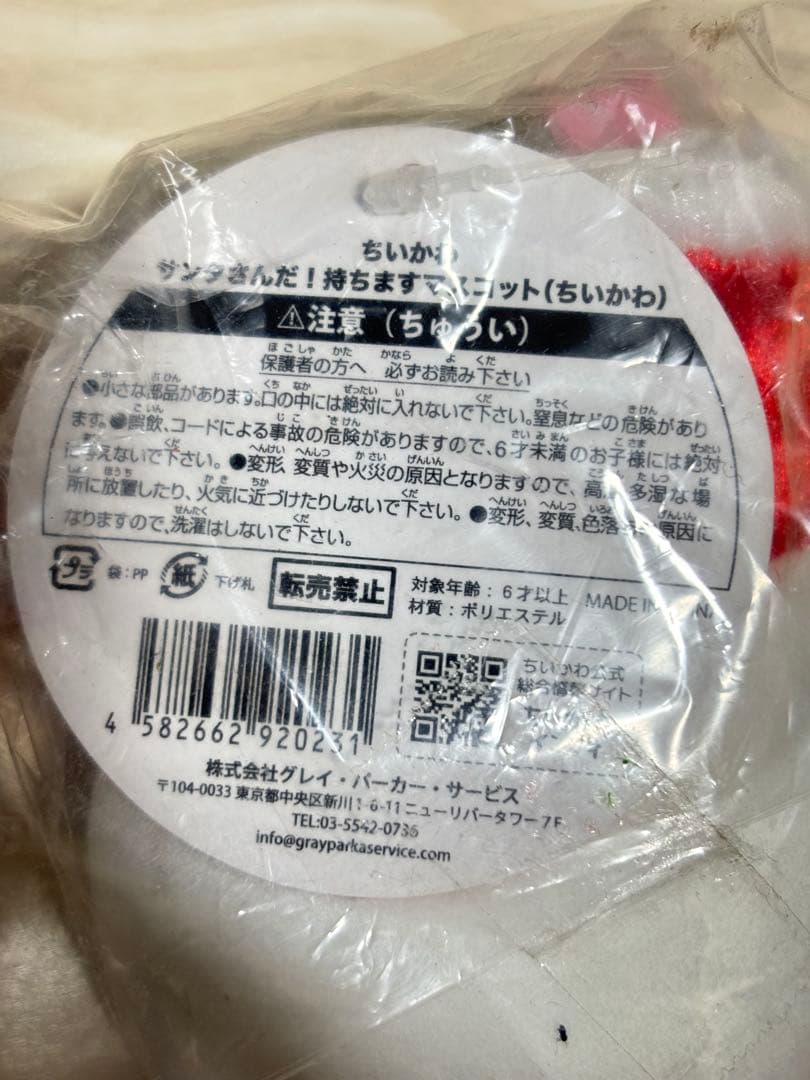 ちいかわ
サンタさんだ！持ちますマスコット（ちいかわ）
⚠注意（ちゅうい）
保護者の方へ 必ずお読み下さい
●小さな部品があります。口の中には絶対に入れないで下さい。窒息などの危険があり
ます。●誤飲、コードによる事故の危険がありますので、6才未満のお子様には絶対
に与えないで下さい。●変形、変質や火災の原因となりますので、高温 多湿な場
所に放置したり、火気に近づけたりしないで下さい。●変形、変質、色落ちの原因に
なりますので、洗濯はしないで下さい。
プラ 袋：PP 紙 下げ札 転売禁止 対象年齢：6才以上 MADE IN
材質：ポリエステル
ちいかわ公式
総合情報サイト
4 582662 920231
株式会社グレイ・パーカー・サービス
〒104-0033 東京都中央区新川1-6-11 ニューリバータワー 7F
TEL:03-5542-0736
info@grayparkaservice.com